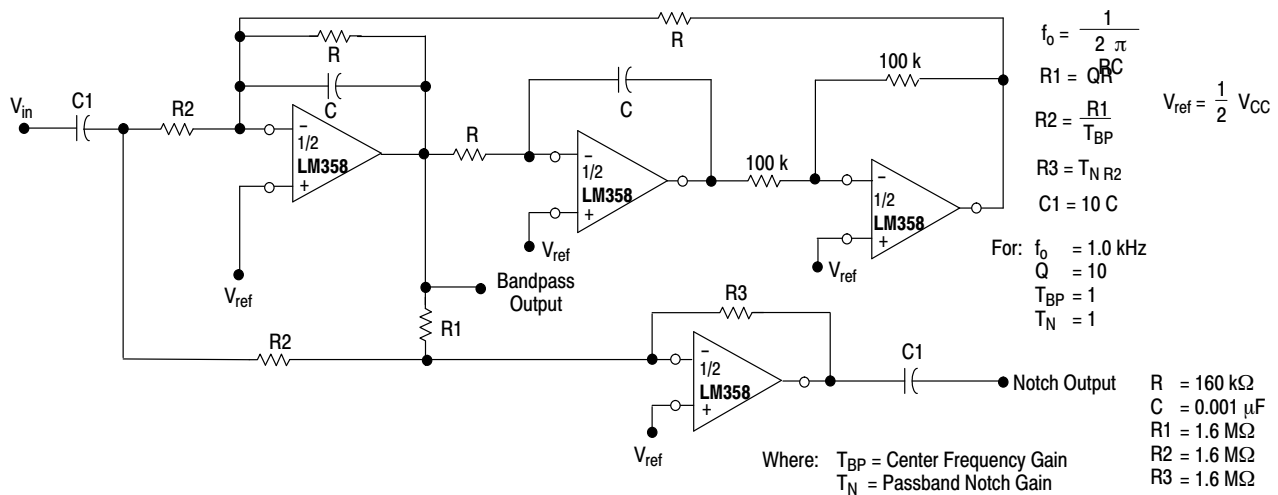 R
R
C
C
100 k
100 k
R
V_in
C1
R2
−
1/2
LM358
+
−
1/2
LM358
+
−
1/2
LM358
+
V_ref
V_ref
V_ref
Bandpass
Output
R1
R2
R3
−
1/2
LM358
+
V_ref
C1
Notch Output
f_o = 1 / 2 π RC
R1 = QR
R2 = R1 / T_BP
R3 = T_N R2
C1 = 10 C
V_ref = 1/2 V_CC
For: f_o = 1.0 kHz
Q = 10
T_BP = 1
T_N = 1
Where: T_BP = Center Frequency Gain
T_N = Passband Notch Gain
R = 160 kΩ
C = 0.001 μF
R1 = 1.6 MΩ
R2 = 1.6 MΩ
R3 = 1.6 MΩ